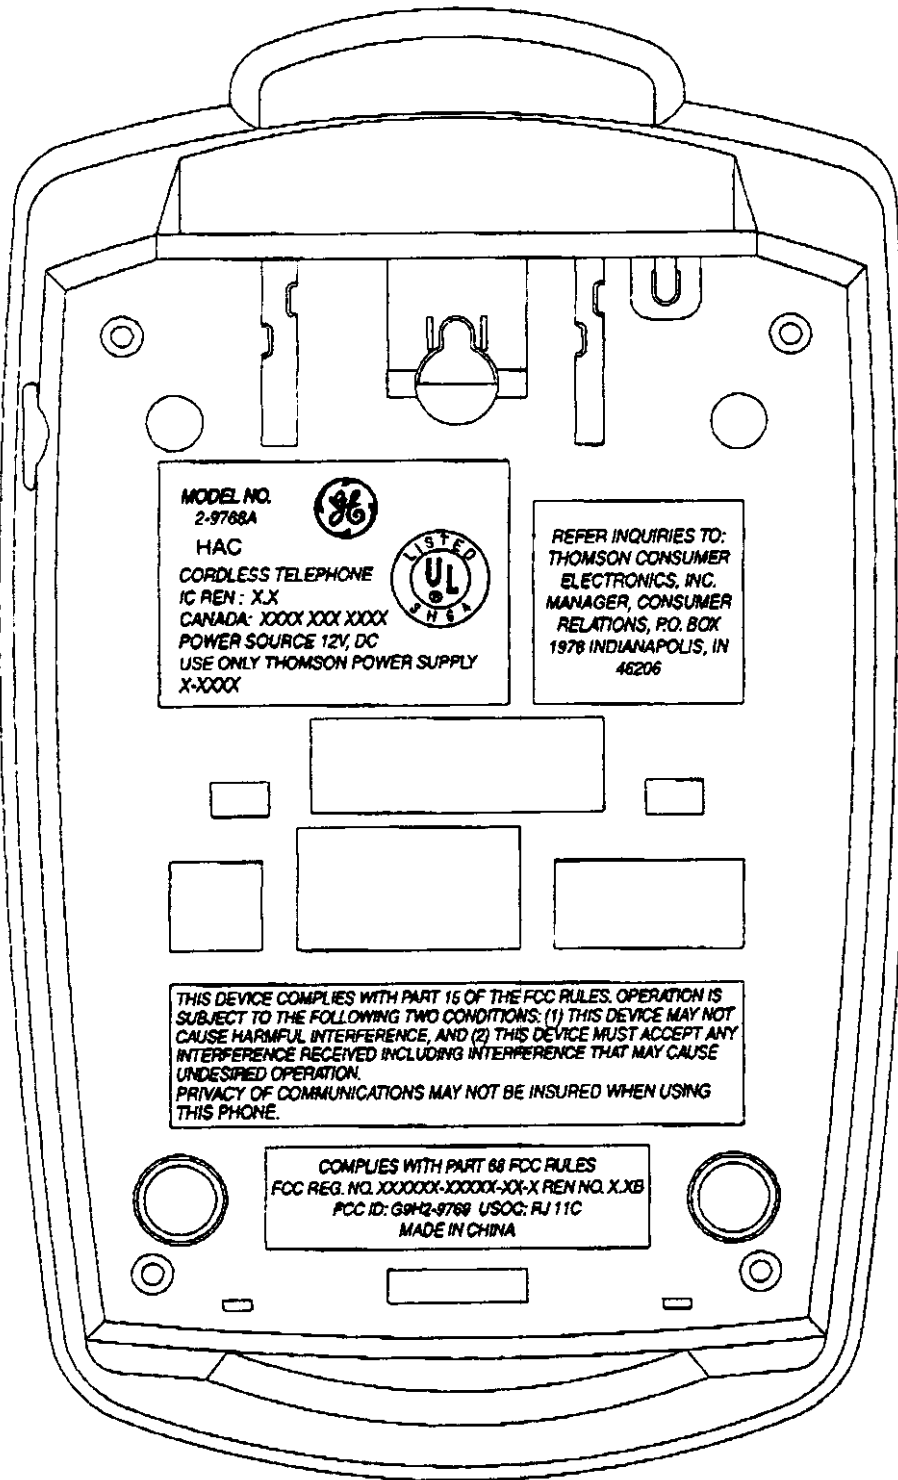 MODEL NO.
2-9768A
HAC
CORDLESS TELEPHONE
IC REN : X.X
CANADA: XXXX XXX XXXX
POWER SOURCE 12V, DC
USE ONLY THOMSON POWER SUPPLY
X-XXXX
GE
LISTED
UL
®
3H6A
REFER INQUIRIES TO:
THOMSON CONSUMER
ELECTRONICS, INC.
MANAGER, CONSUMER
RELATIONS, P.O. BOX
1976 INDIANAPOLIS, IN
46206
THIS DEVICE COMPLIES WITH PART 15 OF THE FCC RULES. OPERATION IS
SUBJECT TO THE FOLLOWING TWO CONDITIONS: (1) THIS DEVICE MAY NOT
CAUSE HARMFUL INTERFERENCE, AND (2) THIS DEVICE MUST ACCEPT ANY
INTERFERENCE RECEIVED INCLUDING INTERFERENCE THAT MAY CAUSE
UNDESIRED OPERATION.
PRIVACY OF COMMUNICATIONS MAY NOT BE INSURED WHEN USING
THIS PHONE.
COMPLIES WITH PART 68 FCC RULES
FCC REG. NO. XXXXXX-XXXXX-XX-X REN NO. X.XB
FCC ID: G9H2-9769 USOC: RJ 11C
MADE IN CHINA